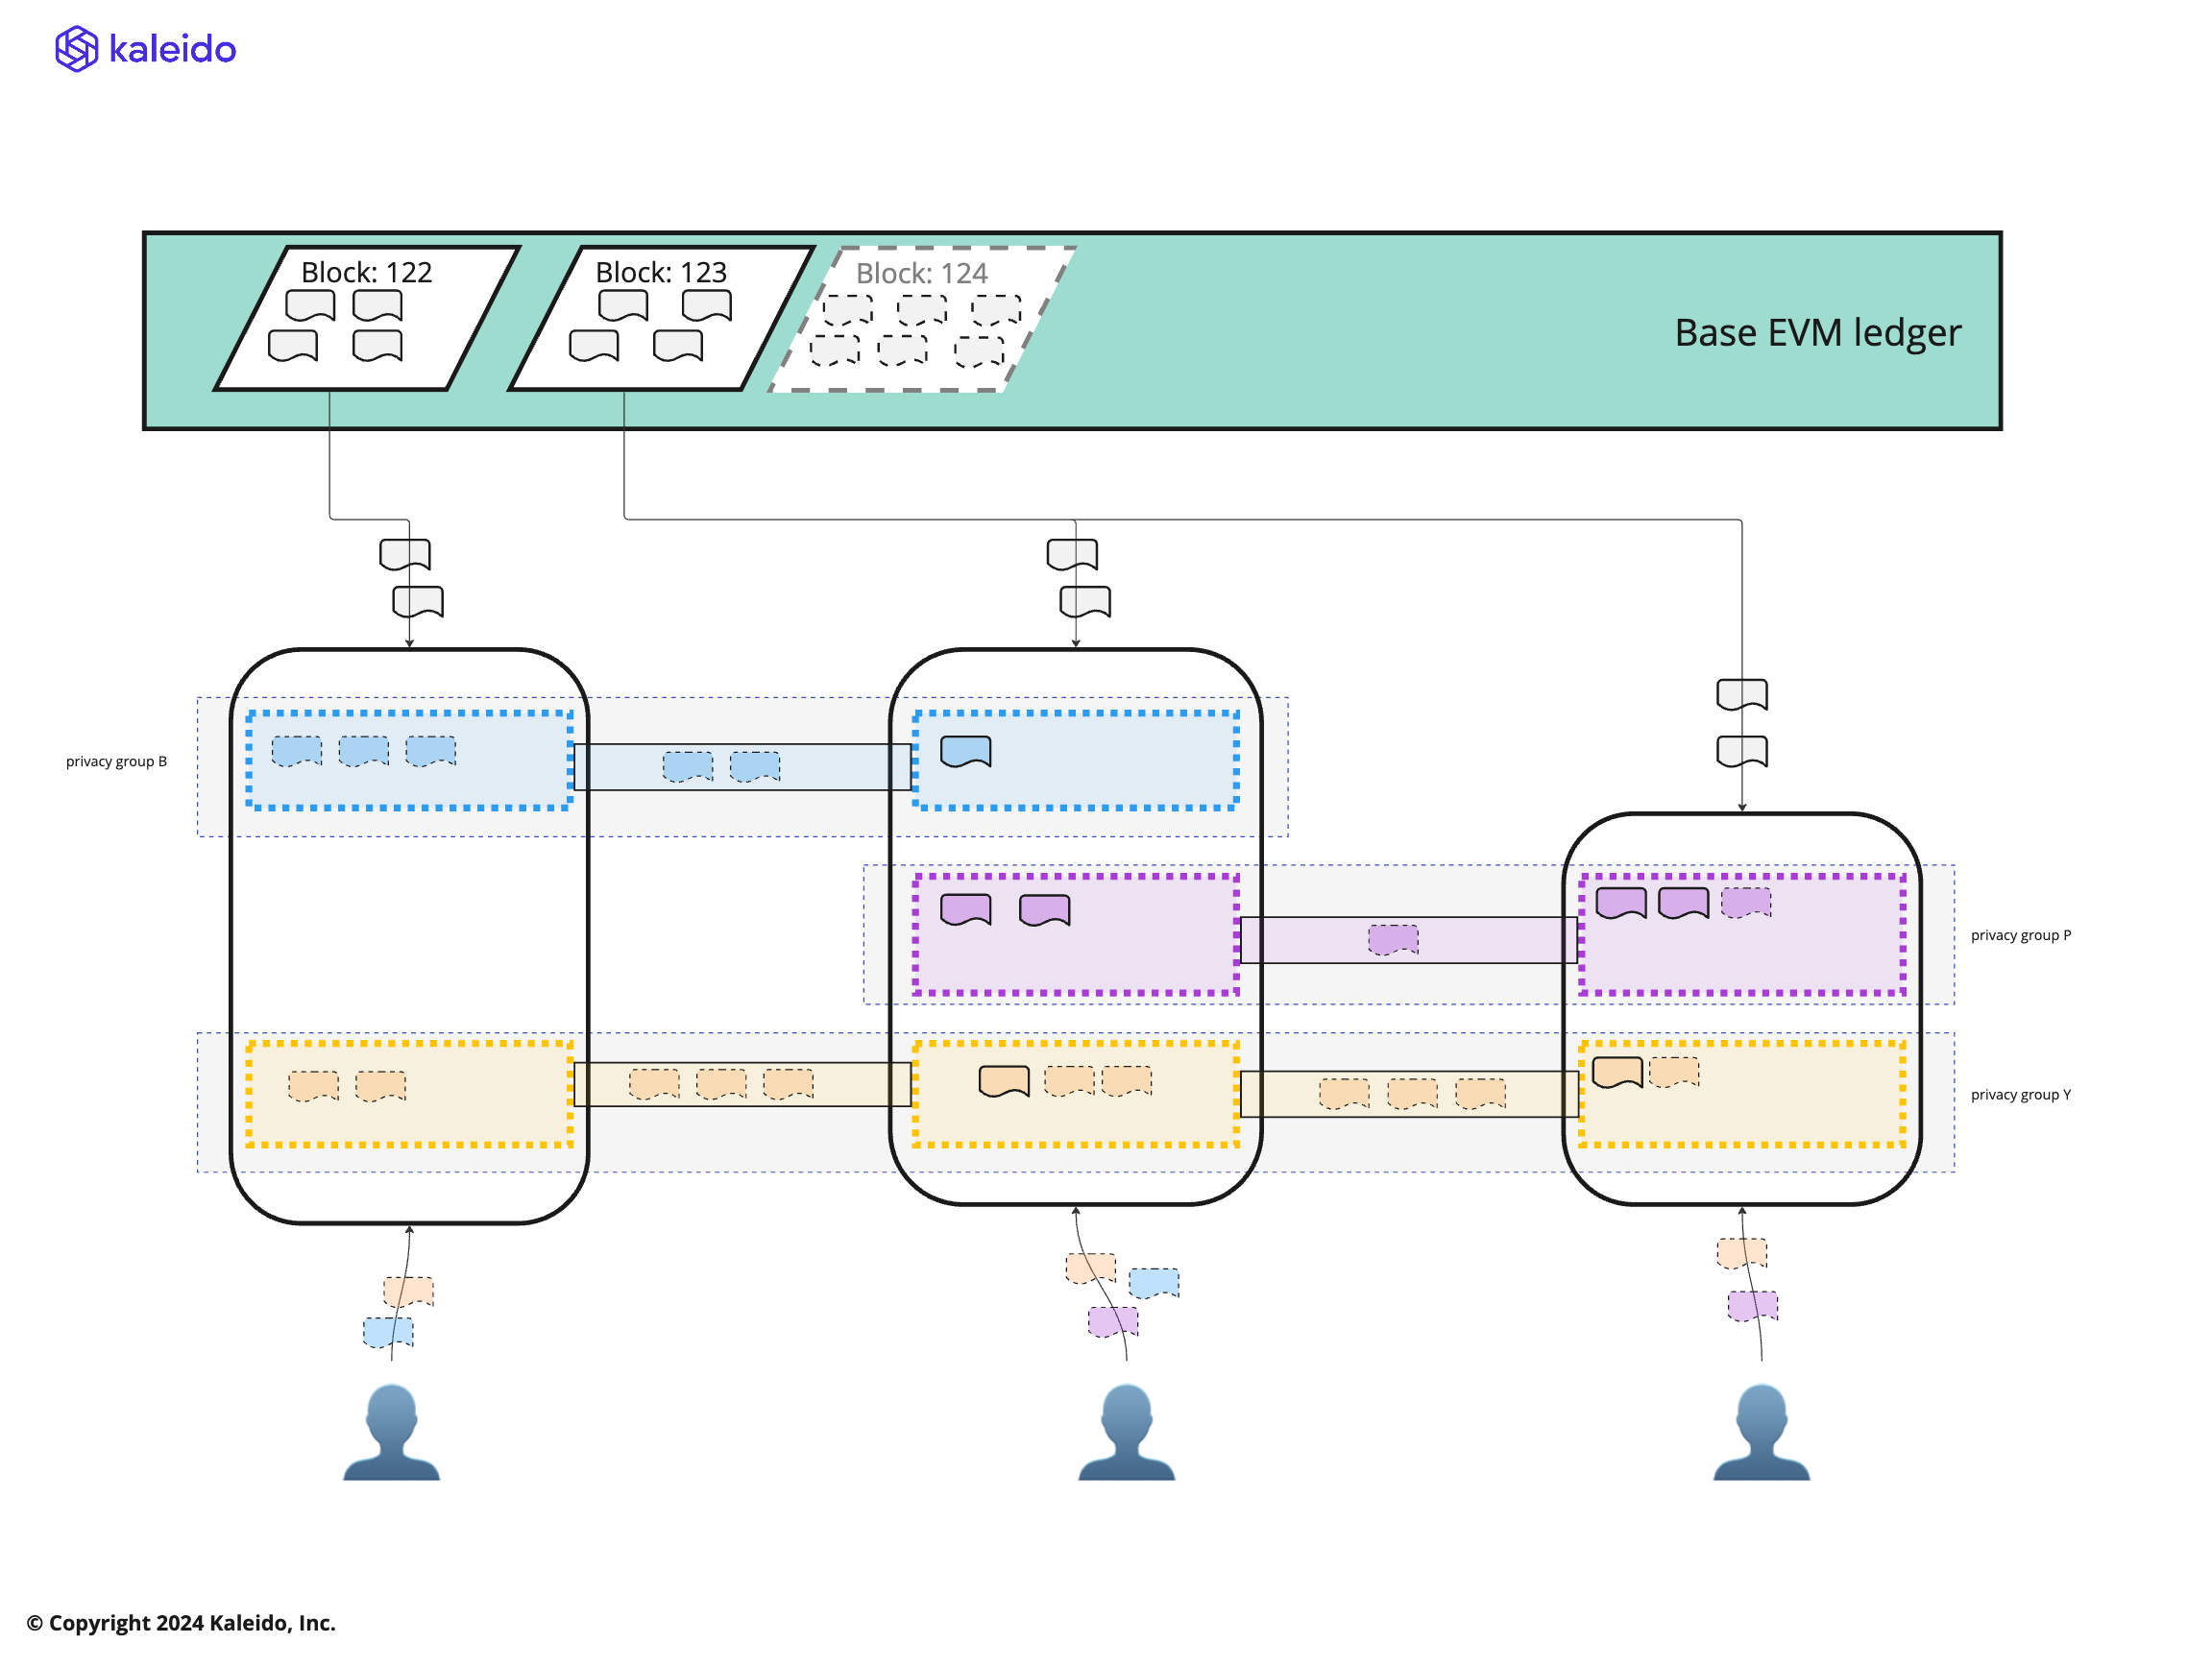 kaleido
Block: 122
Block: 123
Block: 124
Base EVM ledger
privacy group B
privacy group P
privacy group Y
© Copyright 2024 Kaleido, Inc.